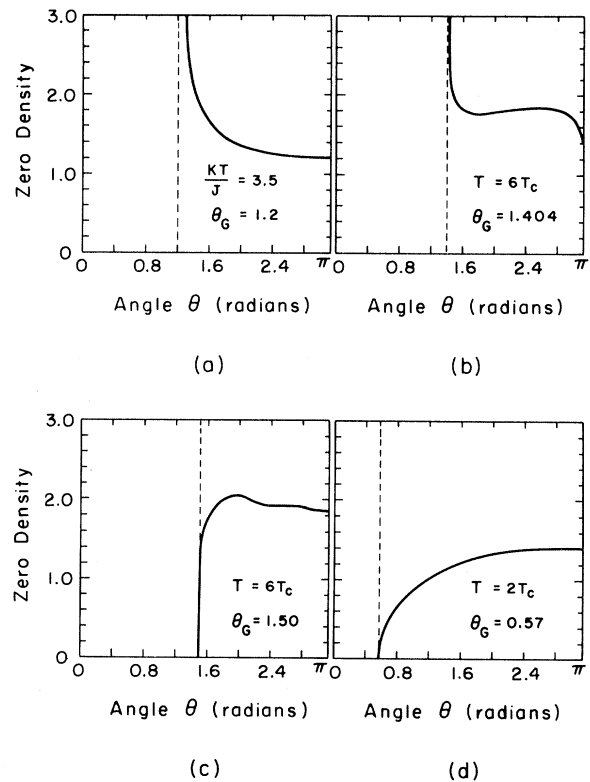 3.0
2.0
1.0
0
Zero Density
KT/J = 3.5
θG = 1.2
0 0.8 1.6 2.4 π
Angle θ (radians)
(a)
T = 6Tc
θG = 1.404
0 0.8 1.6 2.4 π
Angle θ (radians)
(b)
3.0
2.0
1.0
0
Zero Density
T = 6Tc
θG = 1.50
0 0.8 1.6 2.4 π
Angle θ (radians)
(c)
T = 2Tc
θG = 0.57
0 0.8 1.6 2.4 π
Angle θ (radians)
(d)